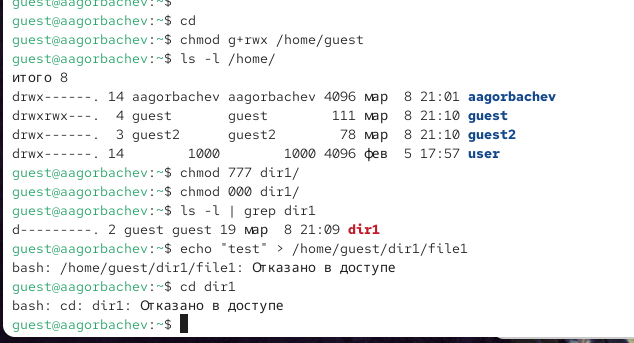 guest@aagorbachev:~$
guest@aagorbachev:~$ cd
guest@aagorbachev:~$ chmod g+rwx /home/guest
guest@aagorbachev:~$ ls -l /home/
итого 8
drwx------. 14 aagorbachev aagorbachev 4096 мар  8 21:01 aagorbachev
drwxrwx---.  4 guest       guest        111 мар  8 21:10 guest
drwx------.  3 guest2      guest2        78 мар  8 21:10 guest2
drwx------. 14        1000        1000 4096 фев  5 17:57 user
guest@aagorbachev:~$ chmod 777 dir1/
guest@aagorbachev:~$ chmod 000 dir1/
guest@aagorbachev:~$ ls -l | grep dir1
d---------. 2 guest guest 19 мар  8 21:09 dir1
guest@aagorbachev:~$ echo "test" > /home/guest/dir1/file1
bash: /home/guest/dir1/file1: Отказано в доступе
guest@aagorbachev:~$ cd dir1
bash: cd: dir1: Отказано в доступе
guest@aagorbachev:~$